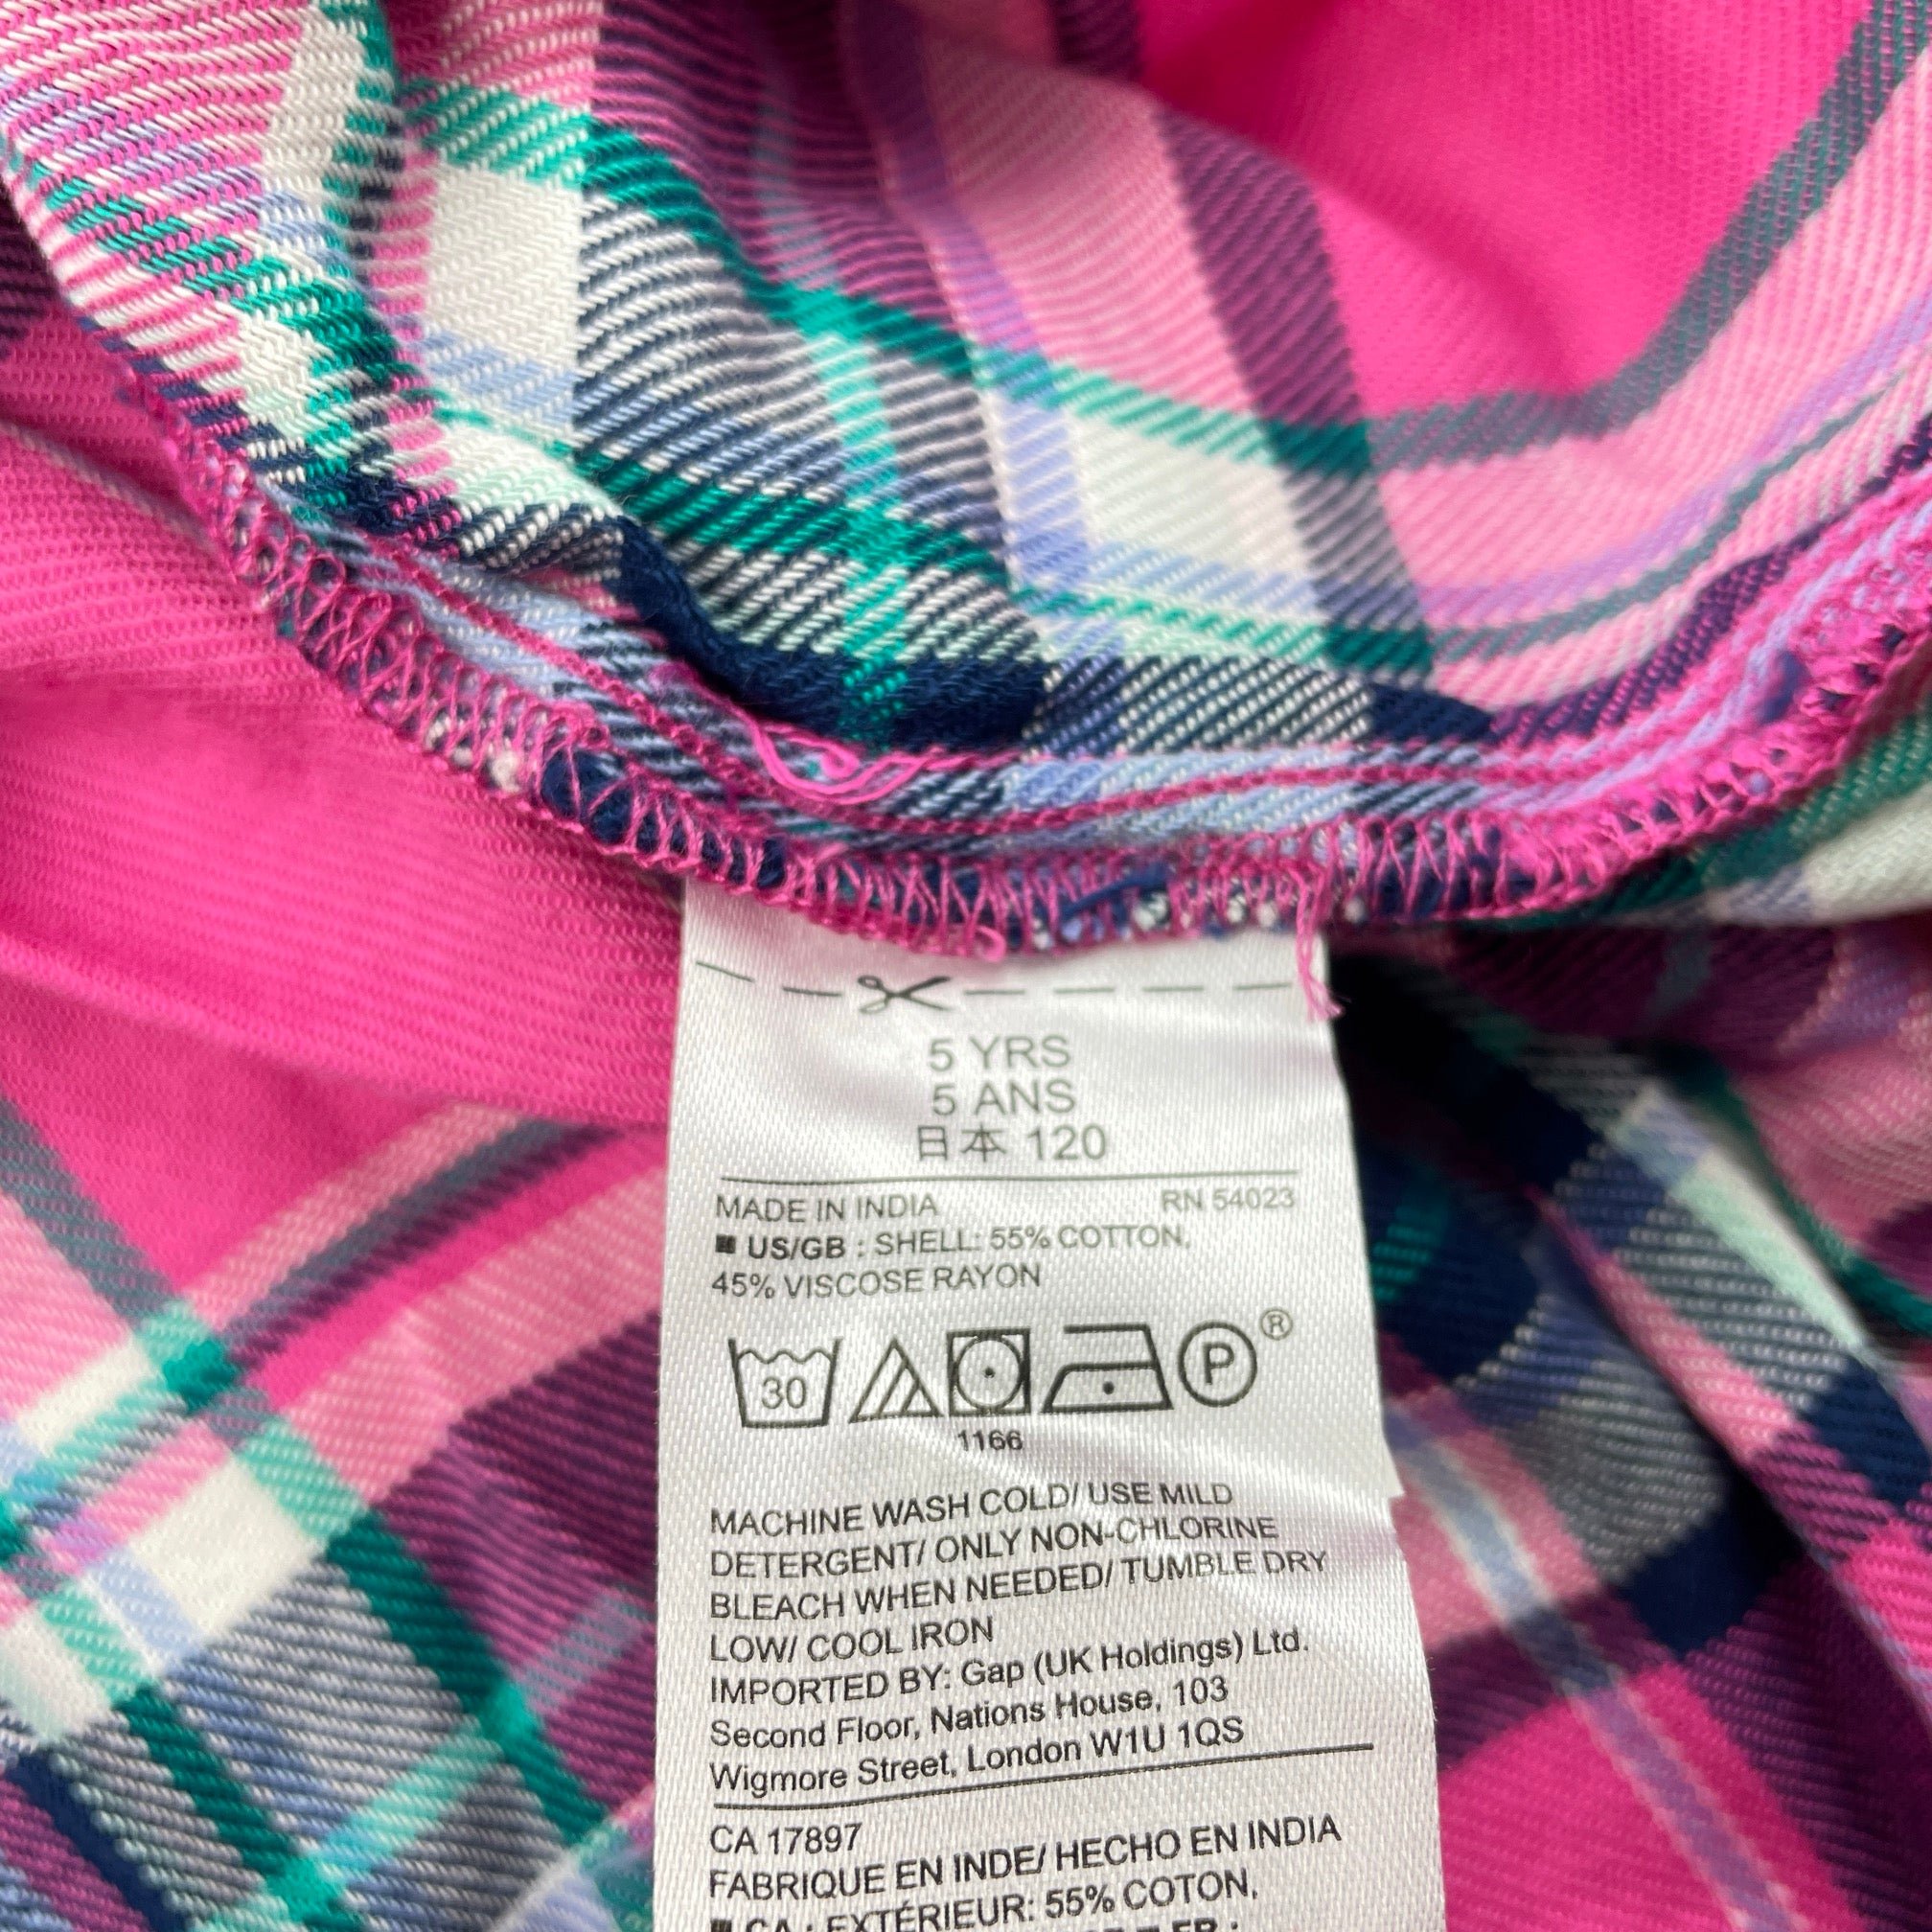 5 YRS
5 ANS
日本 120
MADE IN INDIA RN 54023
■ US/GB : SHELL: 55% COTTON,
45% VISCOSE RAYON
30 P ®
1166
MACHINE WASH COLD/ USE MILD
DETERGENT/ ONLY NON-CHLORINE
BLEACH WHEN NEEDED/ TUMBLE DRY
LOW/ COOL IRON
IMPORTED BY: Gap (UK Holdings) Ltd.
Second Floor, Nations House, 103
Wigmore Street, London W1U 1QS
CA 17897
FABRIQUE EN INDE/ HECHO EN INDIA
■ CA : EXTÉRIEUR: 55% COTON,